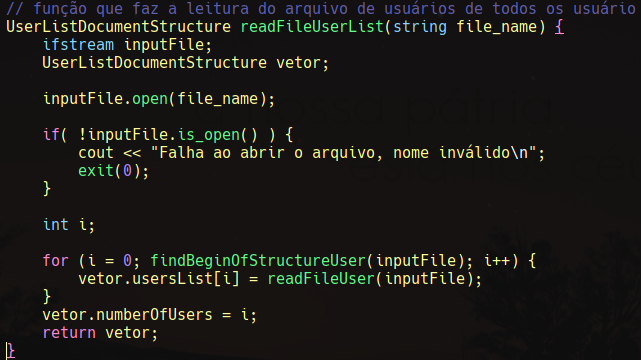 // função que faz a leitura do arquivo de usuários de todos os usuário
UserListDocumentStructure readFileUserList(string file_name) {
    ifstream inputFile;
    UserListDocumentStructure vetor;

    inputFile.open(file_name);

    if( !inputFile.is_open() ) {
        cout << "Falha ao abrir o arquivo, nome inválido\n";
        exit(0);
    }

    int i;

    for (i = 0; findBeginOfStructureUser(inputFile); i++) {
        vetor.usersList[i] = readFileUser(inputFile);
    }
    vetor.numberOfUsers = i;
    return vetor;
}